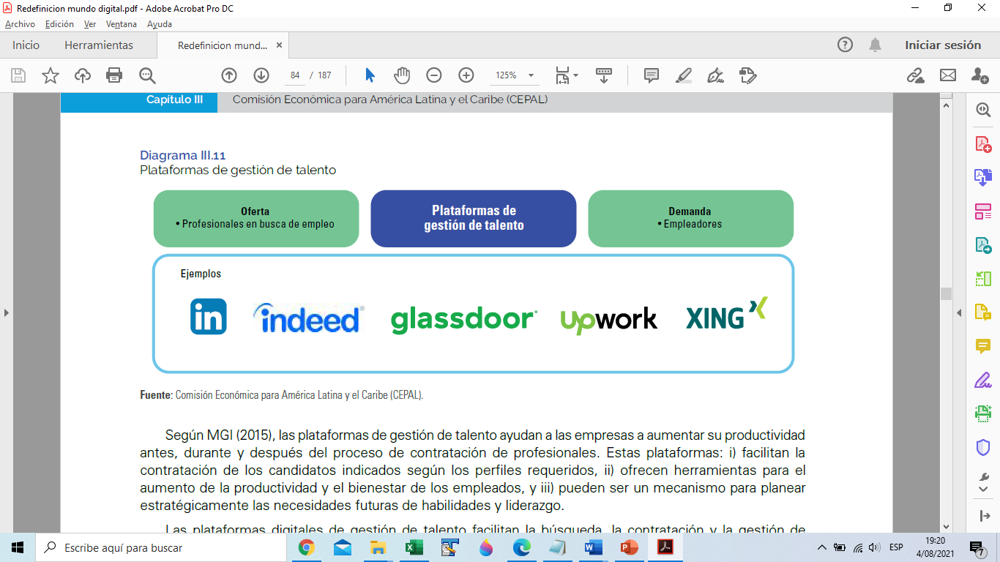 Redefinicion mundo digital.pdf - Adobe Acrobat Pro DC
Archivo Edición Ver Ventana Ayuda
Inicio Herramientas Redefinicion mund... × Iniciar sesión
84 / 187 125%
Capítulo III Comisión Económica para América Latina y el Caribe (CEPAL)
Diagrama III.11
Plataformas de gestión de talento
Oferta
• Profesionales en busca de empleo
Plataformas de
gestión de talento
Demanda
• Empleadores
Ejemplos
in indeed glassdoor upwork XING
Fuente: Comisión Económica para América Latina y el Caribe (CEPAL).
Según MGI (2015), las plataformas de gestión de talento ayudan a las empresas a aumentar su productividad
antes, durante y después del proceso de contratación de profesionales. Estas plataformas: i) facilitan la
contratación de los candidatos indicados según los perfiles requeridos, ii) ofrecen herramientas para el
aumento de la productividad y el bienestar de los empleados, y iii) pueden ser un mecanismo para planear
estratégicamente las necesidades futuras de habilidades y liderazgo.
Las plataformas digitales de gestión de talento facilitan la búsqueda, la contratación y la gestión de
Escribe aquí para buscar
ESP
19:20
4/08/2021
7